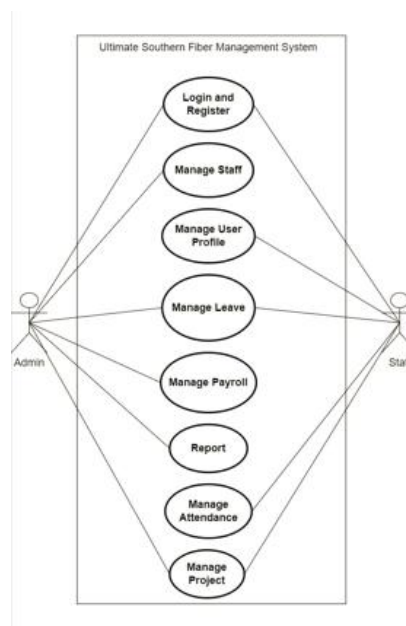 Ultimate Southern Fiber Management System
Login and
Register
Manage Staff
Manage User
Profile
Manage Leave
Admin
Staf
Manage Payroll
Report
Manage
Attendance
Manage
Project